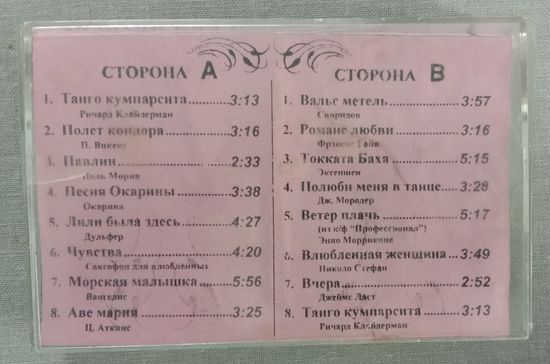 СТОРОНА A
1. Танго кумпарсита 3:13
Ричард Клайдерман
2. Полет кондора 3:16
П. Викенс
3. Павлин 2:33
Поль Мориа
4. Песня Окарины 3:38
Окарина
5. Лили была здесь 4:27
Дульфер
6. Чувства 4:20
Саксофон для влюбленных
7. Морская малышка 5:56
Вангелис
8. Аве мария 3:25
Ц. Аткинс
СТОРОНА B
1. Вальс метель 3:57
Свиридов
2. Романс любви 3:16
Френсис Гойя
3. Токката Баха 5:15
Эксепшен
4. Полюби меня в танце 3:28
Дж. Мородер
5. Ветер плачь 5:17
(из к/ф "Профессионал")
ЭниоМорриконе
6. Влюбленная женщина 3:49
Николо Стефан
7. Вчера 2:52
Джеймс Ласт
8. Танго кумпарсита 3:13
Ричард Клайдерман